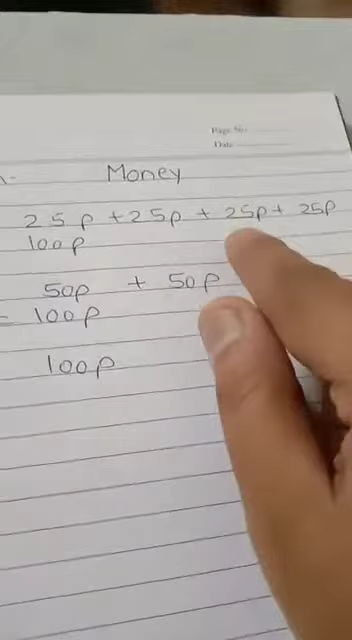 Page No.
Date
Money
25p + 25p + 25p + 25p
100p
50p + 50p
= 100p
100p